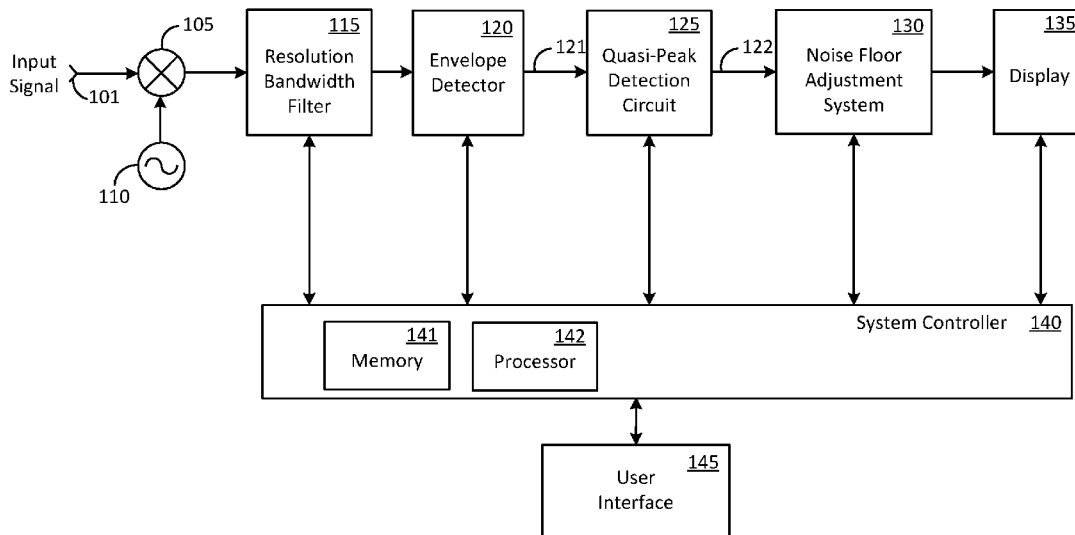 105
115
120
125
130
135
Input
Signal
101
110
Resolution
Bandwidth
Filter
Envelope
Detector
121
Quasi-Peak
Detection
Circuit
122
Noise Floor
Adjustment
System
Display
System Controller 140
141
Memory
142
Processor
145
User
Interface